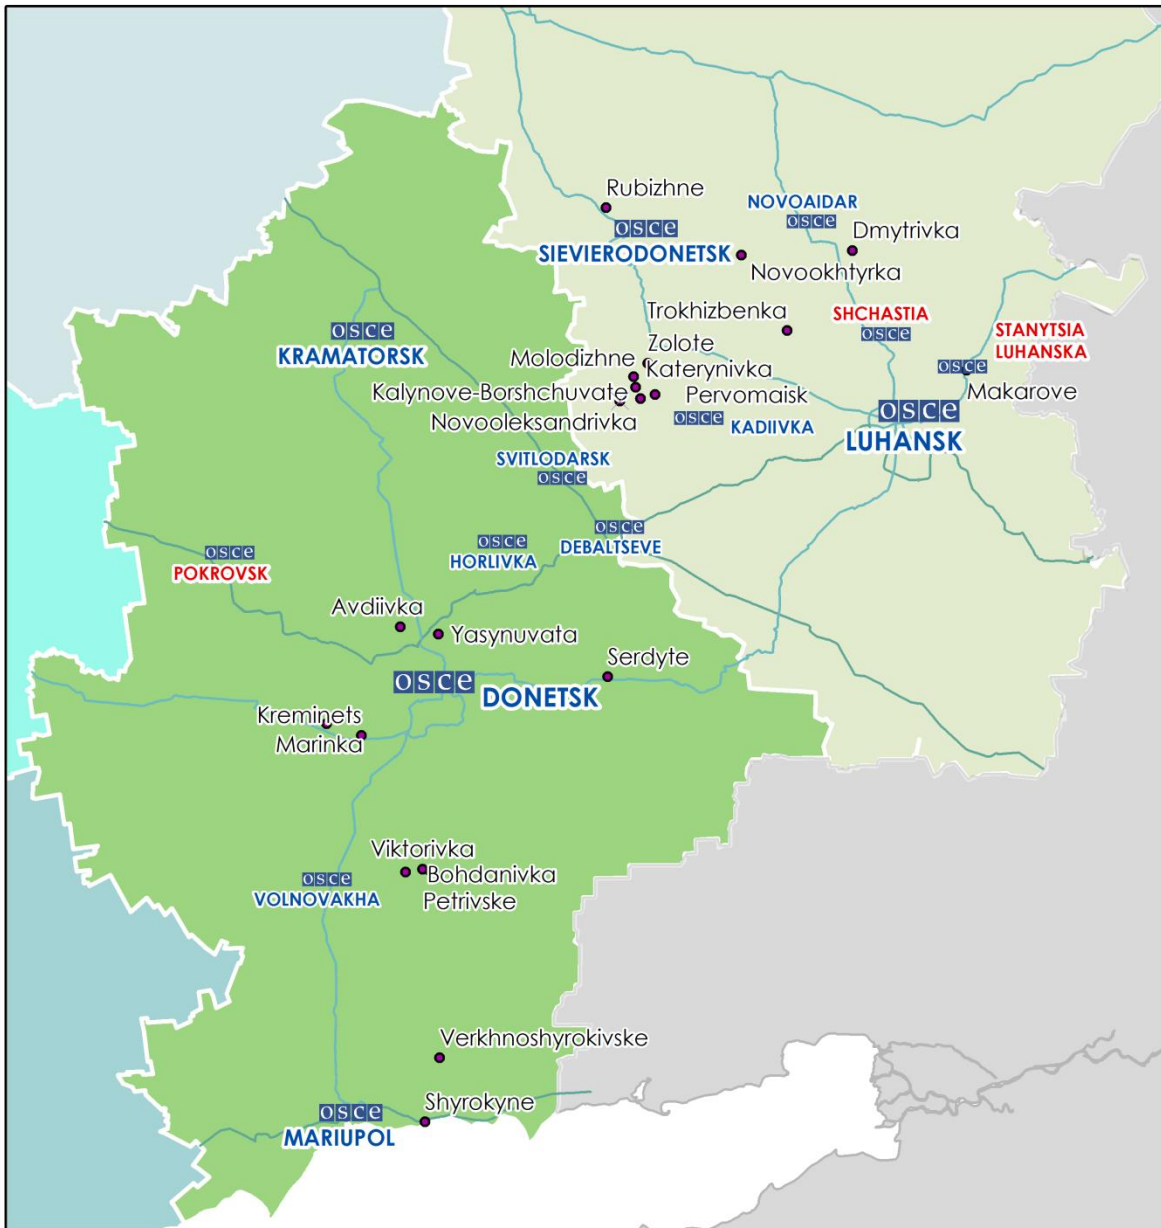 Rubizhne
NOVOAIDAR
osce
osce
SIEVIERODONETSK
Dmytrivka
Novookhtyrka
Trokhizbenka
SHCHASTIA
osce
STANYTSIA
LUHANSKA
osce
KRAMATORSK
Zolote
Molodizhne
Katerynivka
osce
Makarove
Kalynove-Borshchuvate
Pervomaisk
Novooleksandrivka
osce
KADIIVKA
osce
LUHANSK
SVITLODARSK
osce
osce
DEBALTSEVE
osce
HORLIVKA
osce
POKROVSK
Avdiivka
Yasynuvata
Serdyte
osce
DONETSK
Kreminets
Marinka
Viktorivka
Bohdanivka
Petrivske
osce
VOLNOVAKHA
Verkhnoshyrokivske
Shyrokyne
osce
MARIUPOL